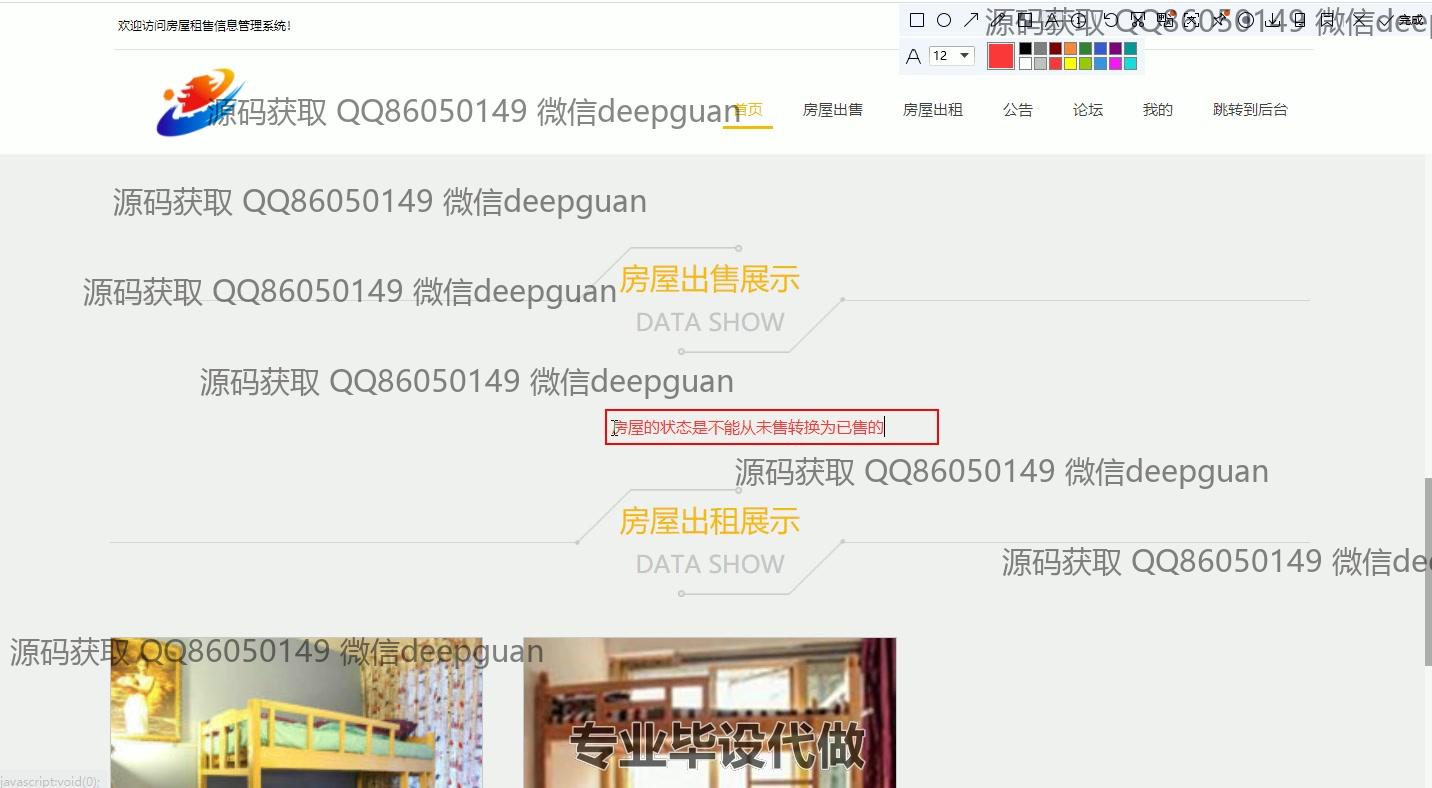 欢迎访问房屋租售信息管理系统！
源码获取 QQ86050149 微信deepguan
完成
12
源码获取 QQ86050149 微信deepguan
首页
房屋出售
房屋出租
公告
论坛
我的
跳转到后台
源码获取 QQ86050149 微信deepguan
房屋出售展示
源码获取 QQ86050149 微信deepguan
DATA SHOW
源码获取 QQ86050149 微信deepguan
房屋的状态是不能从未售转换为已售的
源码获取 QQ86050149 微信deepguan
房屋出租展示
DATA SHOW
源码获取 QQ86050149 微信dee
源码获取 QQ86050149 微信deepguan
专业毕设代做
javascript:void(0);